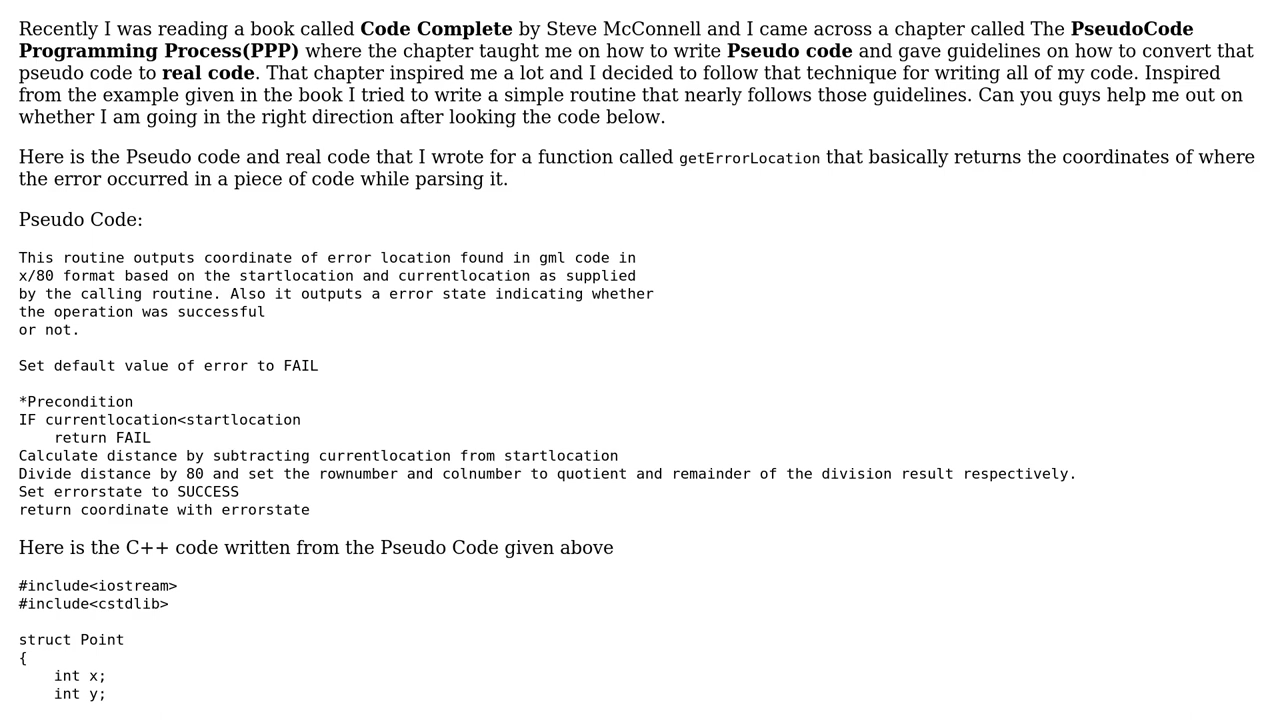 Recently I was reading a book called Code Complete by Steve McConnell and I came across a chapter called The PseudoCode
Programming Process(PPP) where the chapter taught me on how to write Pseudo code and gave guidelines on how to convert that
pseudo code to real code. That chapter inspired me a lot and I decided to follow that technique for writing all of my code. Inspired
from the example given in the book I tried to write a simple routine that nearly follows those guidelines. Can you guys help me out on
whether I am going in the right direction after looking the code below.
Here is the Pseudo code and real code that I wrote for a function called getErrorLocation that basically returns the coordinates of where
the error occurred in a piece of code while parsing it.
Pseudo Code:
This routine outputs coordinate of error location found in gml code in
x/80 format based on the startlocation and currentlocation as supplied
by the calling routine. Also it outputs a error state indicating whether
the operation was successful
or not.
Set default value of error to FAIL
*Precondition
IF currentlocation<startlocation
    return FAIL
Calculate distance by subtracting currentlocation from startlocation
Divide distance by 80 and set the rownumber and colnumber to quotient and remainder of the division result respectively.
Set errorstate to SUCCESS
return coordinate with errorstate
Here is the C++ code written from the Pseudo Code given above
#include<iostream>
#include<cstdlib>
struct Point
{
    int x;
    int y;